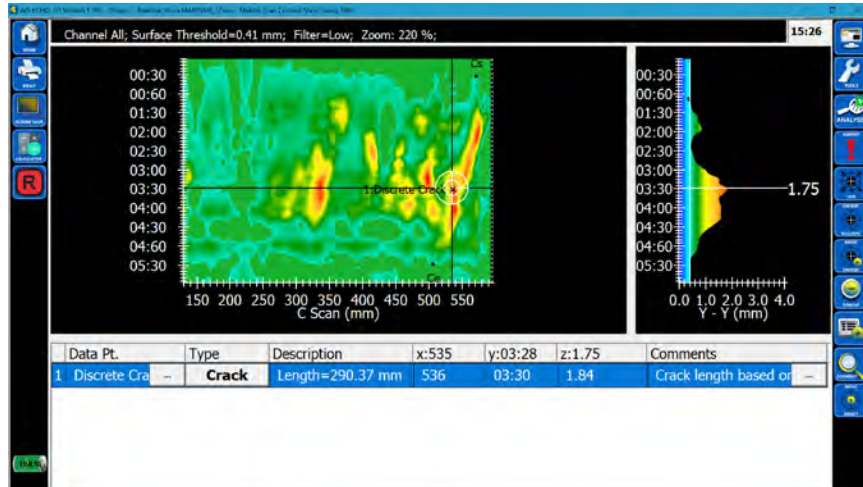 Channel All; Surface Threshold=0.41 mm; Filter=Low; Zoom: 220 %;
15:26
00:30
00:60
01:30
02:00
02:30
03:00
03:30
04:00
04:30
04:60
05:30
Cs
1:Discrete Crack
Ce
150 200 250 300 350 400 450 500 550
C Scan (mm)
00:30
00:60
01:30
02:00
02:30
03:00
03:30
04:00
04:30
04:60
05:30
1.75
0.0 1.0 2.0 3.0 4.0
Y - Y (mm)
Data Pt. Type Description x:535 y:03:28 z:1.75 Comments
1 Discrete Cra ... Crack Length=290.37 mm 536 03:30 1.84 Crack length based or ...
R
TOOLS
ANALYZE